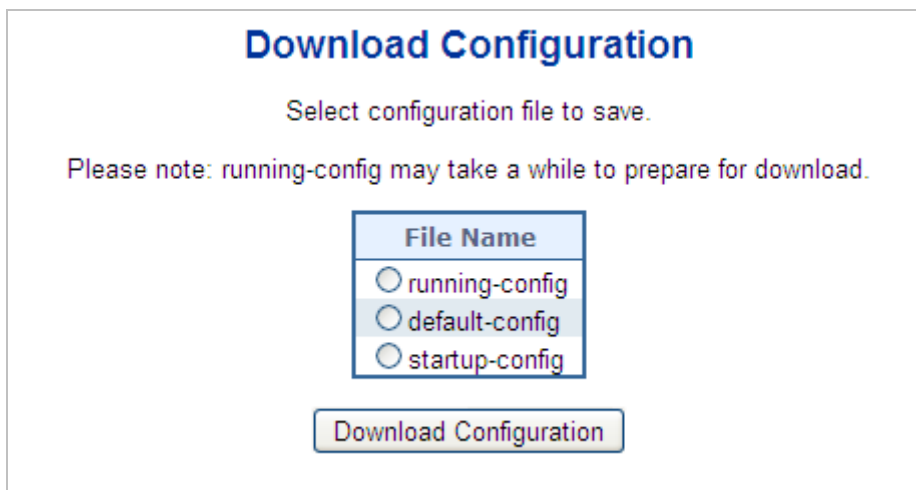 Download Configuration
Select configuration file to save.
Please note: running-config may take a while to prepare for download.
File Name
running-config
default-config
startup-config
Download Configuration